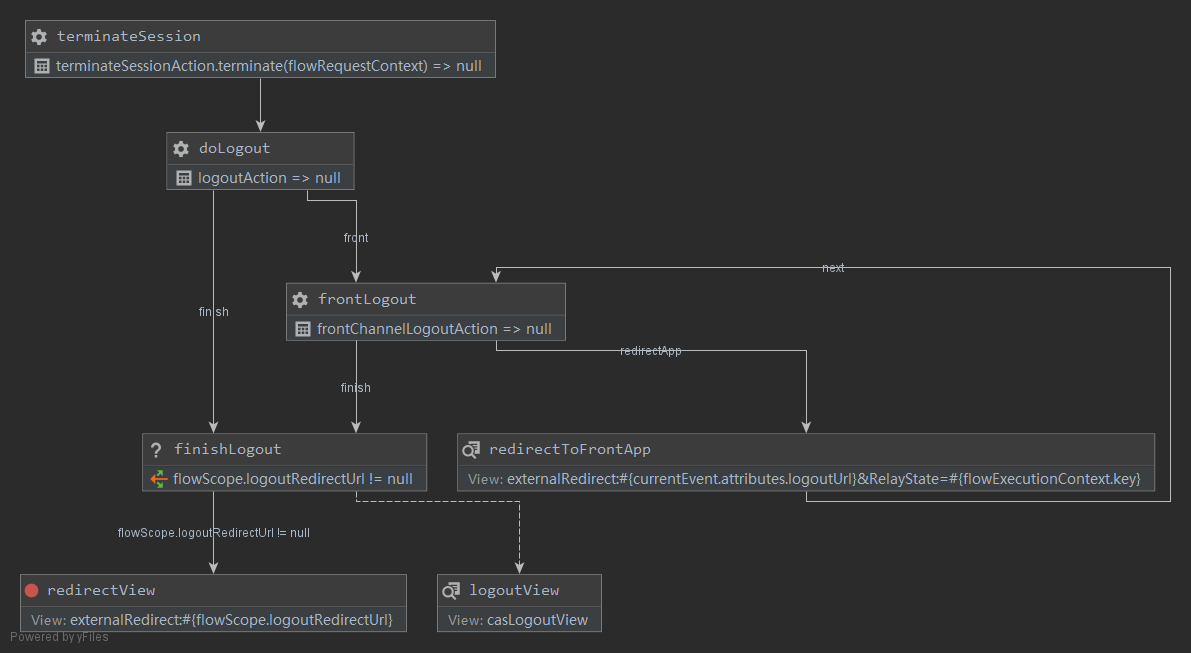 terminateSession
terminateSessionAction.terminate(flowRequestContext) => null
doLogout
logoutAction => null
front
next
finish
frontLogout
frontChannelLogoutAction => null
redirectApp
finish
finishLogout
flowScope.logoutRedirectUrl != null
redirectToFrontApp
View: externalRedirect:#{currentEvent.attributes.logoutUrl}&RelayState=#{flowExecutionContext.key}
flowScope.logoutRedirectUrl != null
redirectView
View: externalRedirect:#{flowScope.logoutRedirectUrl}
logoutView
View: casLogoutView
Powered by yFiles